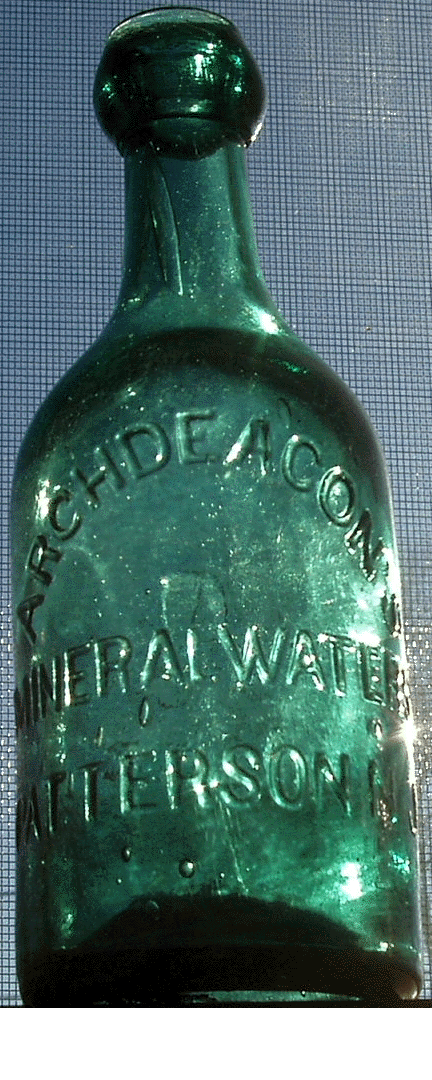 ARCHDEACON'S
MINERAL WATER
PATTERSON N J